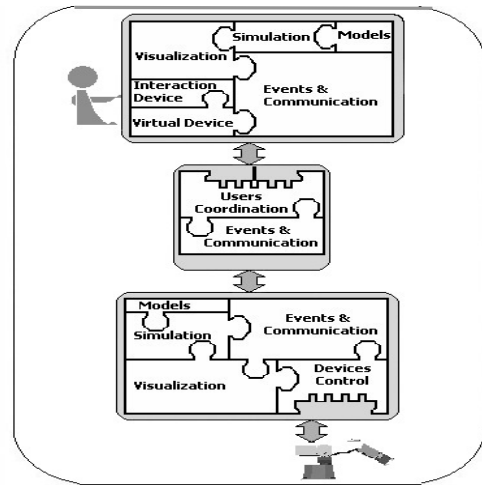 Simulation
Models
Visualization
Interaction
Device
Events &
Communication
Virtual Device
Users
Coordination
Events &
Communication
Models
Simulation
Events &
Communication
Visualization
Devices
Control